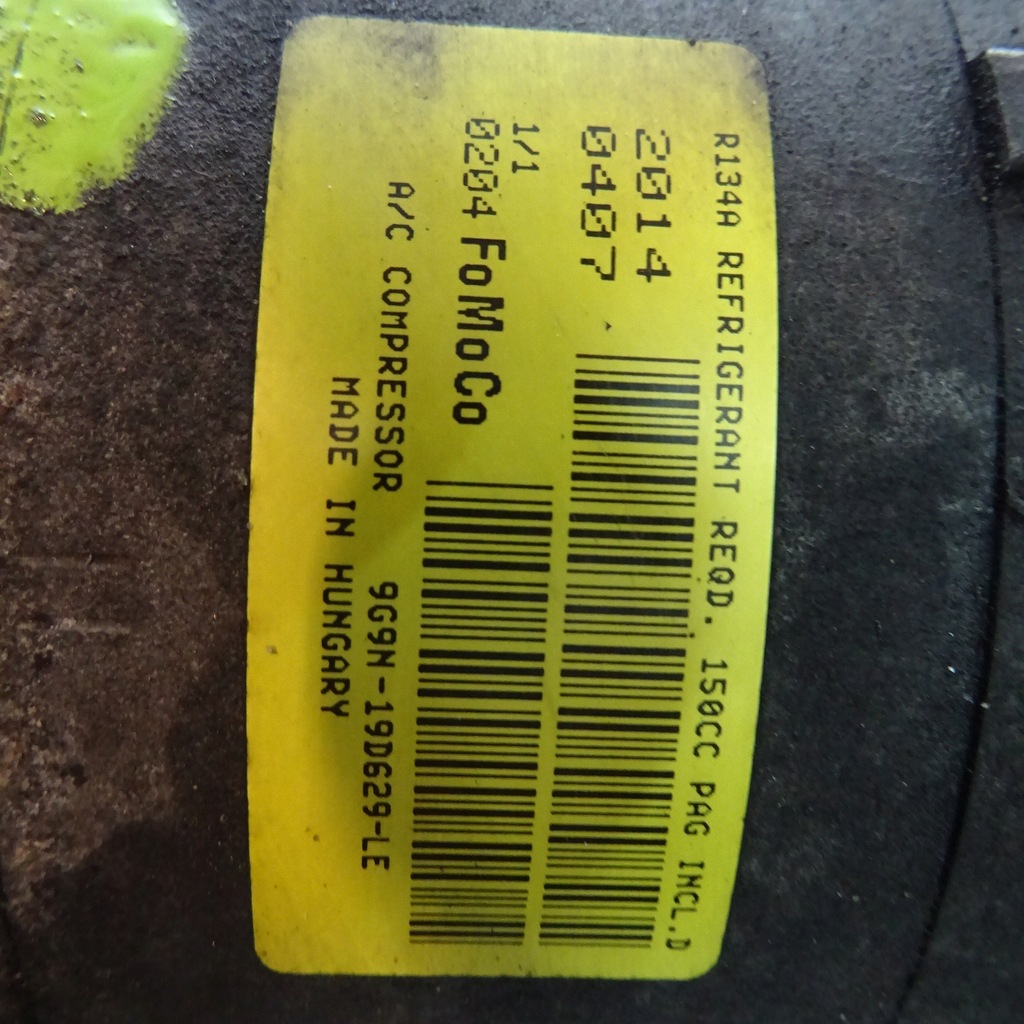 R134A REFRIGERANT REQD. 150CC PAG INCL.D
2014
0407
1/1
0204 FoMoCo
A/C COMPRESSOR 9G9N-19D629-LE
MADE IN HUNGARY